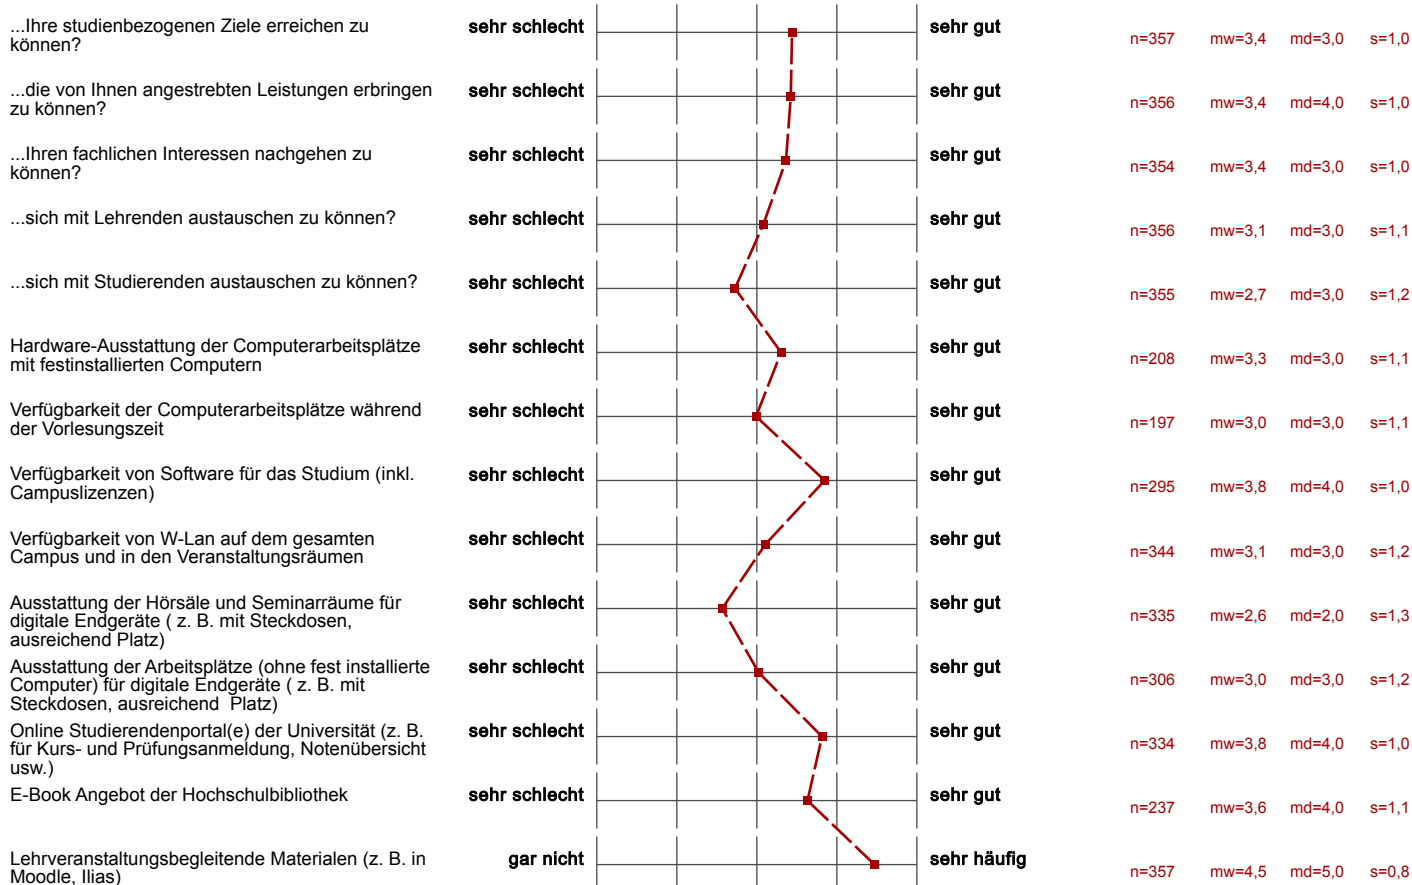 ...Ihre studienbezogenen Ziele erreichen zu
können?
sehr schlecht
sehr gut
n=357 mw=3,4 md=3,0 s=1,0
...die von Ihnen angestrebten Leistungen erbringen
zu können?
sehr schlecht
sehr gut
n=356 mw=3,4 md=4,0 s=1,0
...Ihren fachlichen Interessen nachgehen zu
können?
sehr schlecht
sehr gut
n=354 mw=3,4 md=3,0 s=1,0
...sich mit Lehrenden austauschen zu können?
sehr schlecht
sehr gut
n=356 mw=3,1 md=3,0 s=1,1
...sich mit Studierenden austauschen zu können?
sehr schlecht
sehr gut
n=355 mw=2,7 md=3,0 s=1,2
Hardware-Ausstattung der Computerarbeitsplätze
mit festinstallierten Computern
sehr schlecht
sehr gut
n=208 mw=3,3 md=3,0 s=1,1
Verfügbarkeit der Computerarbeitsplätze während
der Vorlesungszeit
sehr schlecht
sehr gut
n=197 mw=3,0 md=3,0 s=1,1
Verfügbarkeit von Software für das Studium (inkl.
Campuslizenzen)
sehr schlecht
sehr gut
n=295 mw=3,8 md=4,0 s=1,0
Verfügbarkeit von W-Lan auf dem gesamten
Campus und in den Veranstaltungsräumen
sehr schlecht
sehr gut
n=344 mw=3,1 md=3,0 s=1,2
Ausstattung der Hörsäle und Seminarräume für
digitale Endgeräte ( z. B. mit Steckdosen,
ausreichend Platz)
sehr schlecht
sehr gut
n=335 mw=2,6 md=2,0 s=1,3
Ausstattung der Arbeitsplätze (ohne fest installierte
Computer) für digitale Endgeräte ( z. B. mit
Steckdosen, ausreichend  Platz)
sehr schlecht
sehr gut
n=306 mw=3,0 md=3,0 s=1,2
Online Studierendenportal(e) der Universität (z. B.
für Kurs- und Prüfungsanmeldung, Notenübersicht
usw.)
sehr schlecht
sehr gut
n=334 mw=3,8 md=4,0 s=1,0
E-Book Angebot der Hochschulbibliothek
sehr schlecht
sehr gut
n=237 mw=3,6 md=4,0 s=1,1
Lehrveranstaltungsbegleitende Materialen (z. B. in
Moodle, Ilias)
gar nicht
sehr häufig
n=357 mw=4,5 md=5,0 s=0,8